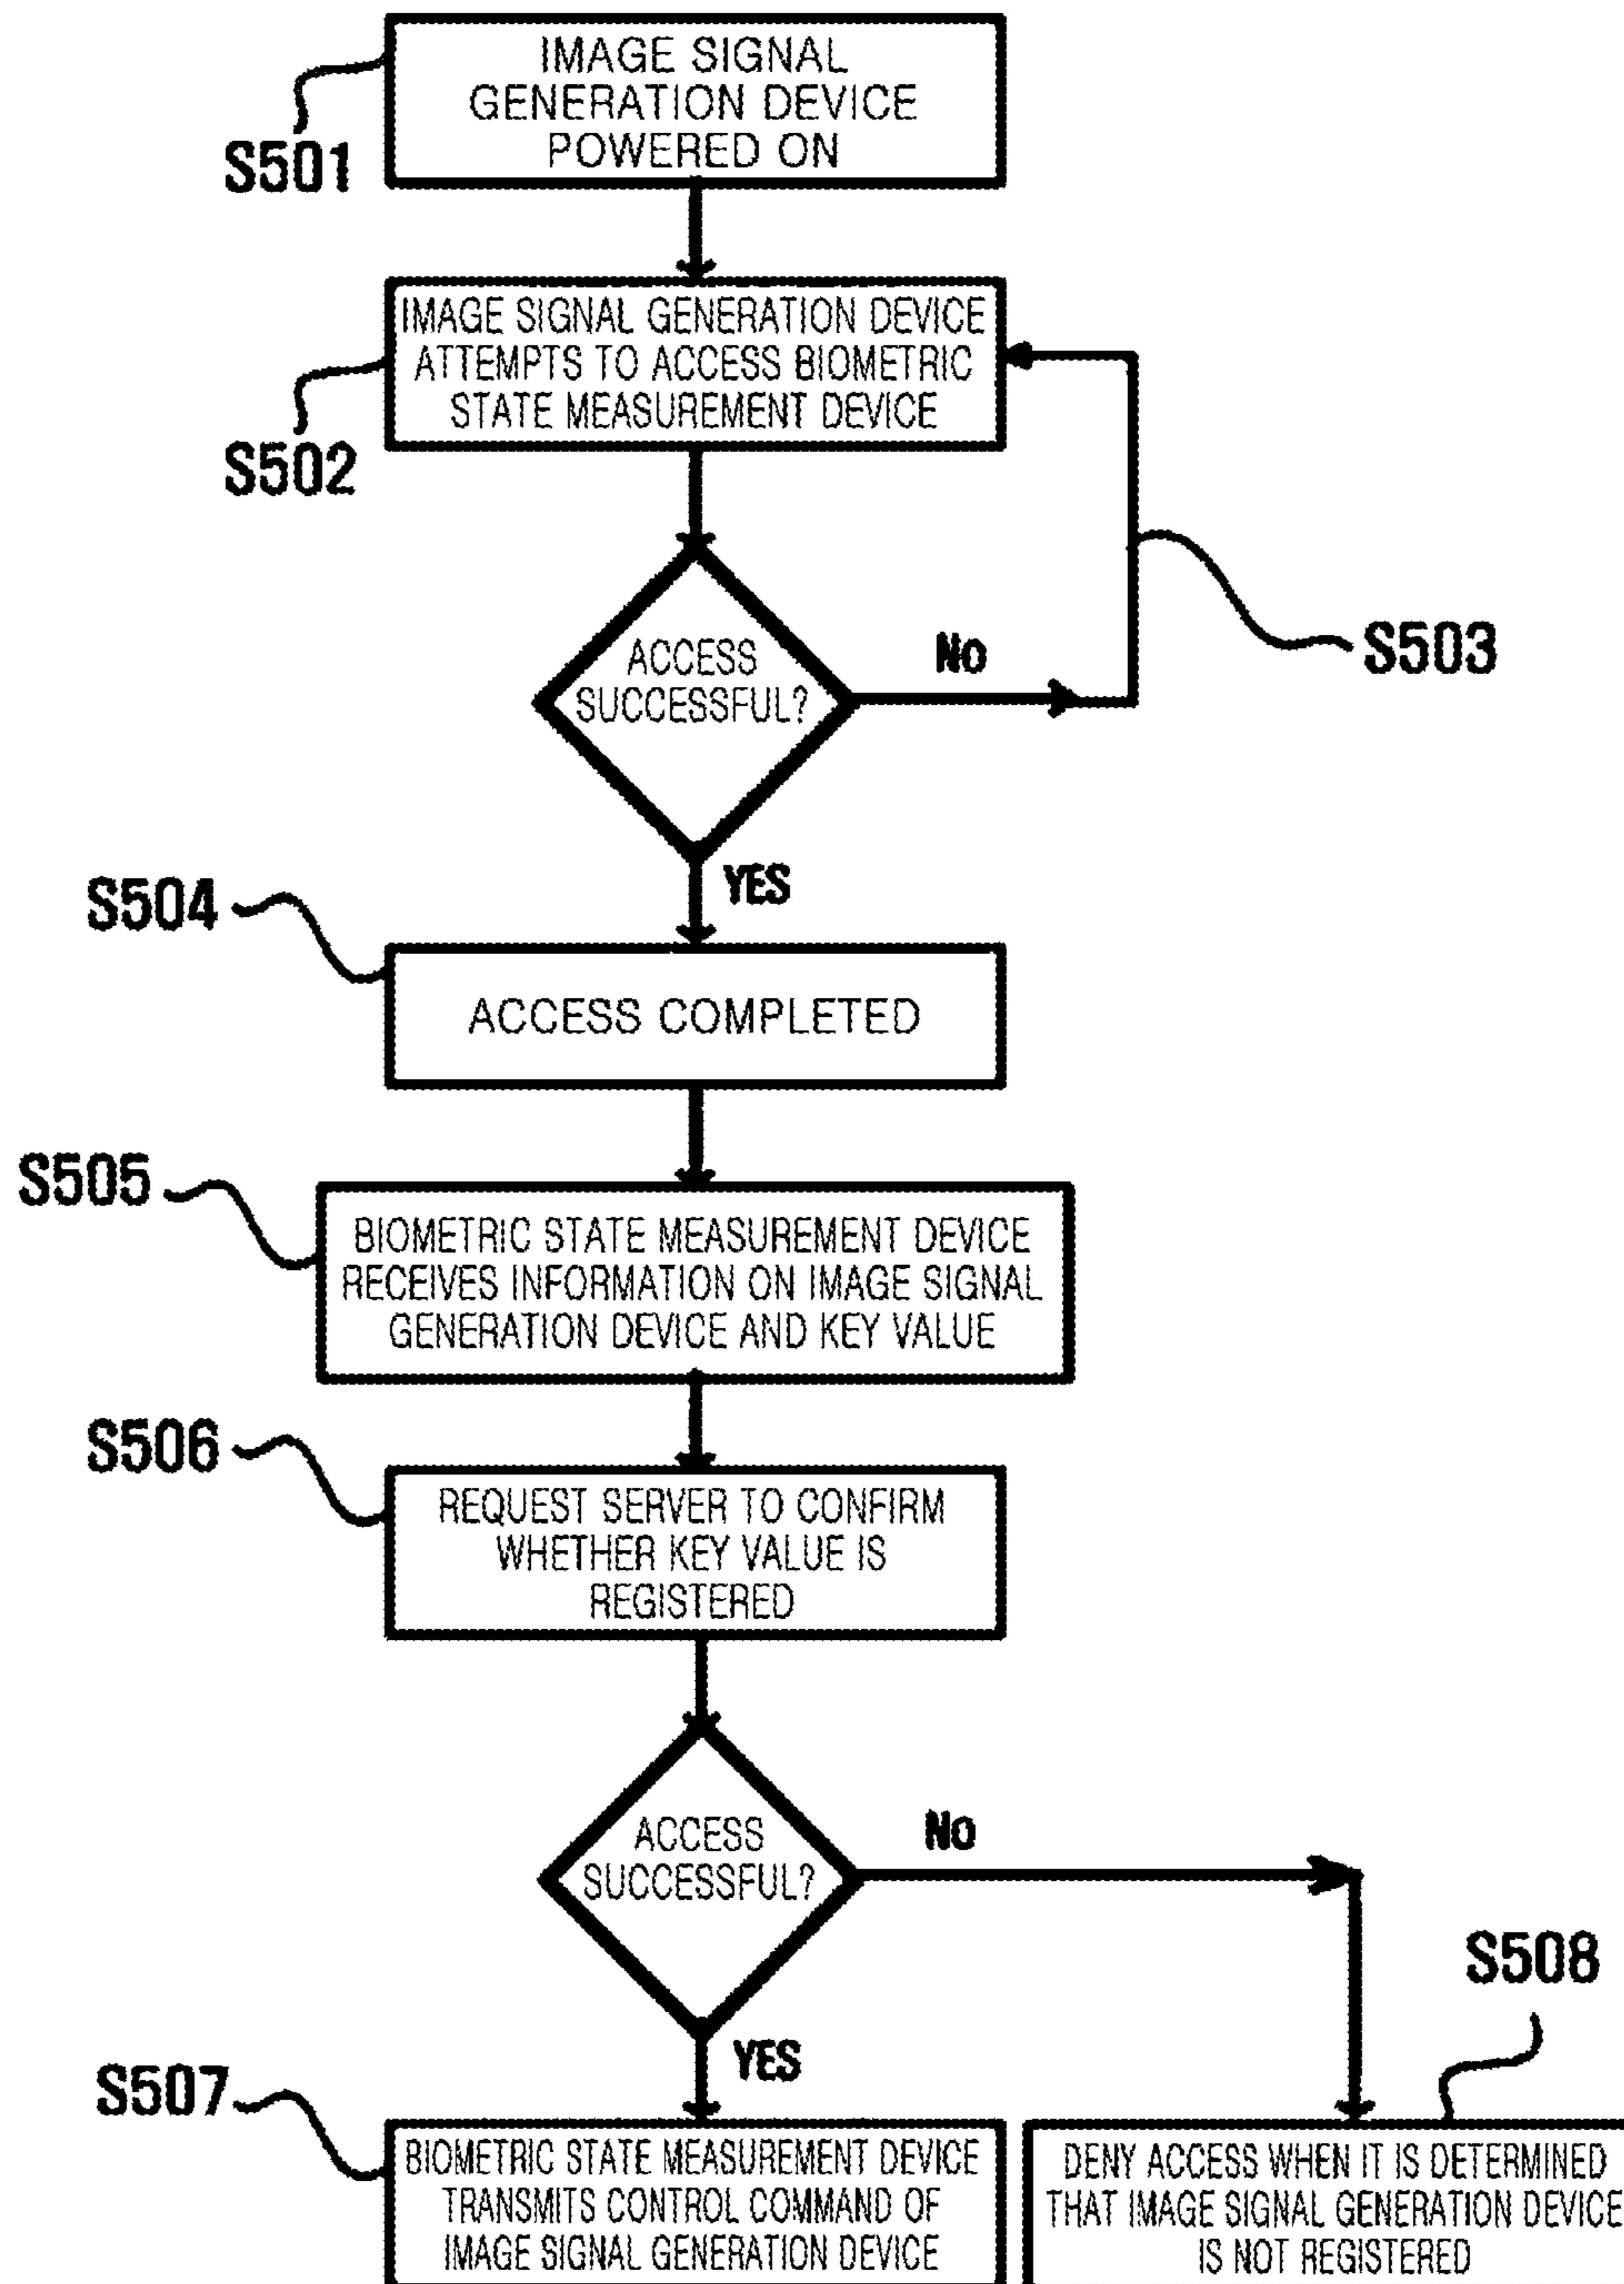 IMAGE SIGNAL
GENERATION DEVICE
POWERED ON
S501
IMAGE SIGNAL GENERATION DEVICE
ATTEMPTS TO ACCESS BIOMETRIC
STATE MEASUREMENT DEVICE
S502
ACCESS
SUCCESSFUL?
No
S503
YES
S504
ACCESS COMPLETED
S505
BIOMETRIC STATE MEASUREMENT DEVICE
RECEIVES INFORMATION ON IMAGE SIGNAL
GENERATION DEVICE AND KEY VALUE
S506
REQUEST SERVER TO CONFIRM
WHETHER KEY VALUE IS
REGISTERED
ACCESS
SUCCESSFUL?
No
YES
S507
BIOMETRIC STATE MEASUREMENT DEVICE
TRANSMITS CONTROL COMMAND OF
IMAGE SIGNAL GENERATION DEVICE
S508
DENY ACCESS WHEN IT IS DETERMINED
THAT IMAGE SIGNAL GENERATION DEVICE
IS NOT REGISTERED